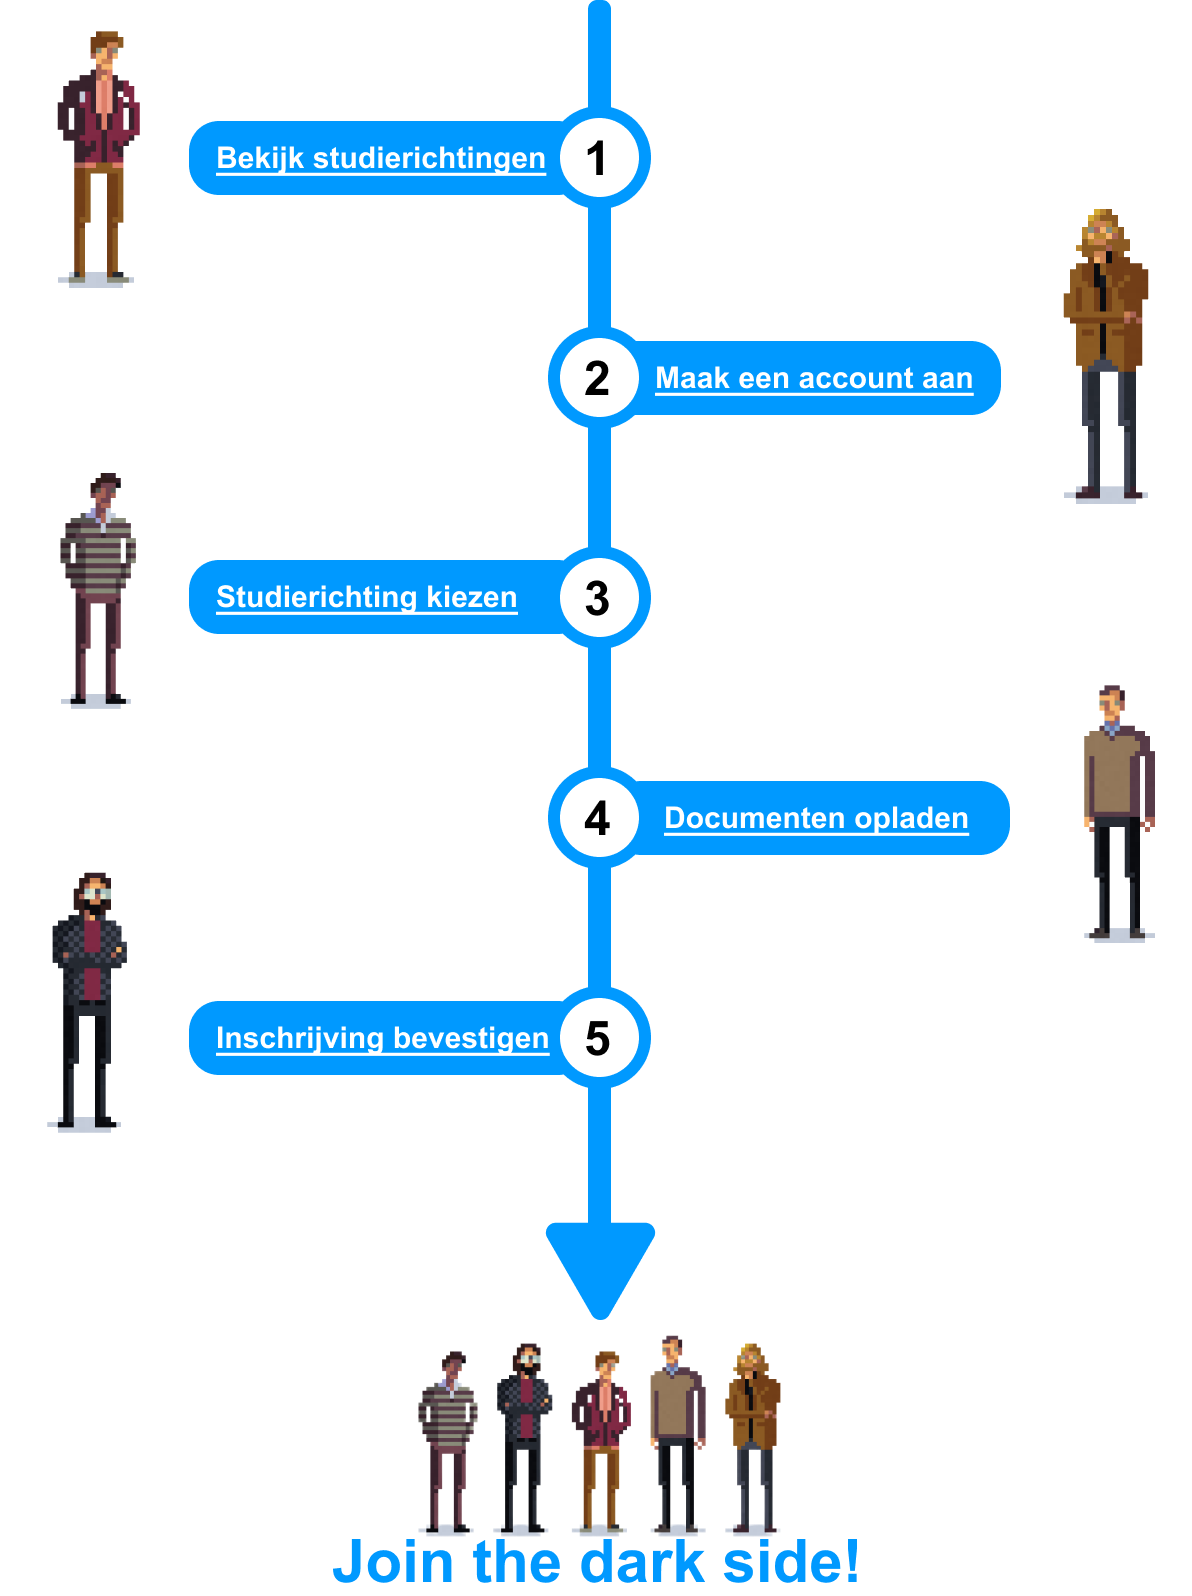 Bekijk studierichtingen
1
2
Maak een account aan
Studierichting kiezen
3
4
Documenten opladen
Inschrijving bevestigen
5
Join the dark side!